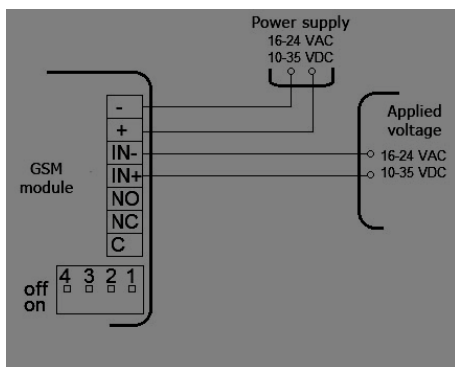 Power supply
16-24 VAC
10-35 VDC
-
+
IN-
IN+
NO
NC
C
GSM
module
Applied
voltage
16-24 VAC
10-35 VDC
4 3 2 1
off
on